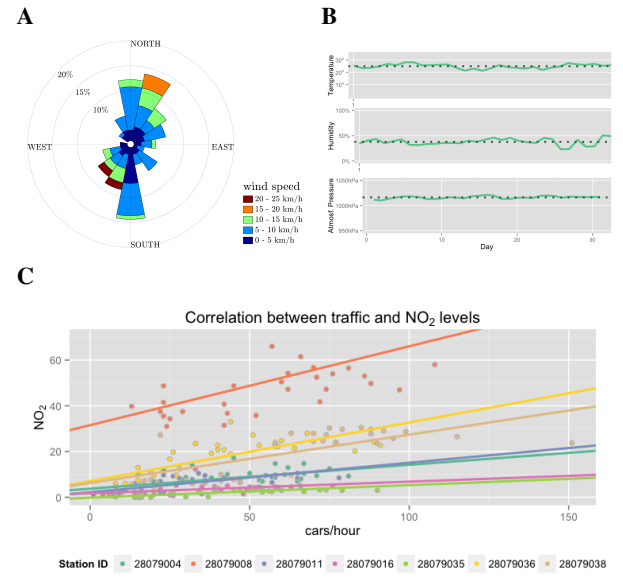 A
NORTH
20%
15%
10%
WEST
EAST
SOUTH
wind speed
20 - 25 km/h
15 - 20 km/h
10 - 15 km/h
5 - 10 km/h
0 - 5 km/h
B
Temperature
30°
20°
10°
Humidity
100%
50%
0%
Atmosf. Pressure
1050hPa
1000hPa
950hPa
0
10
20
30
Day
C
Correlation between traffic and NO2 levels
NO2
60
40
20
0
0
50
100
150
cars/hour
Station ID 28079004 28079008 28079011 28079016 28079035 28079036 28079038